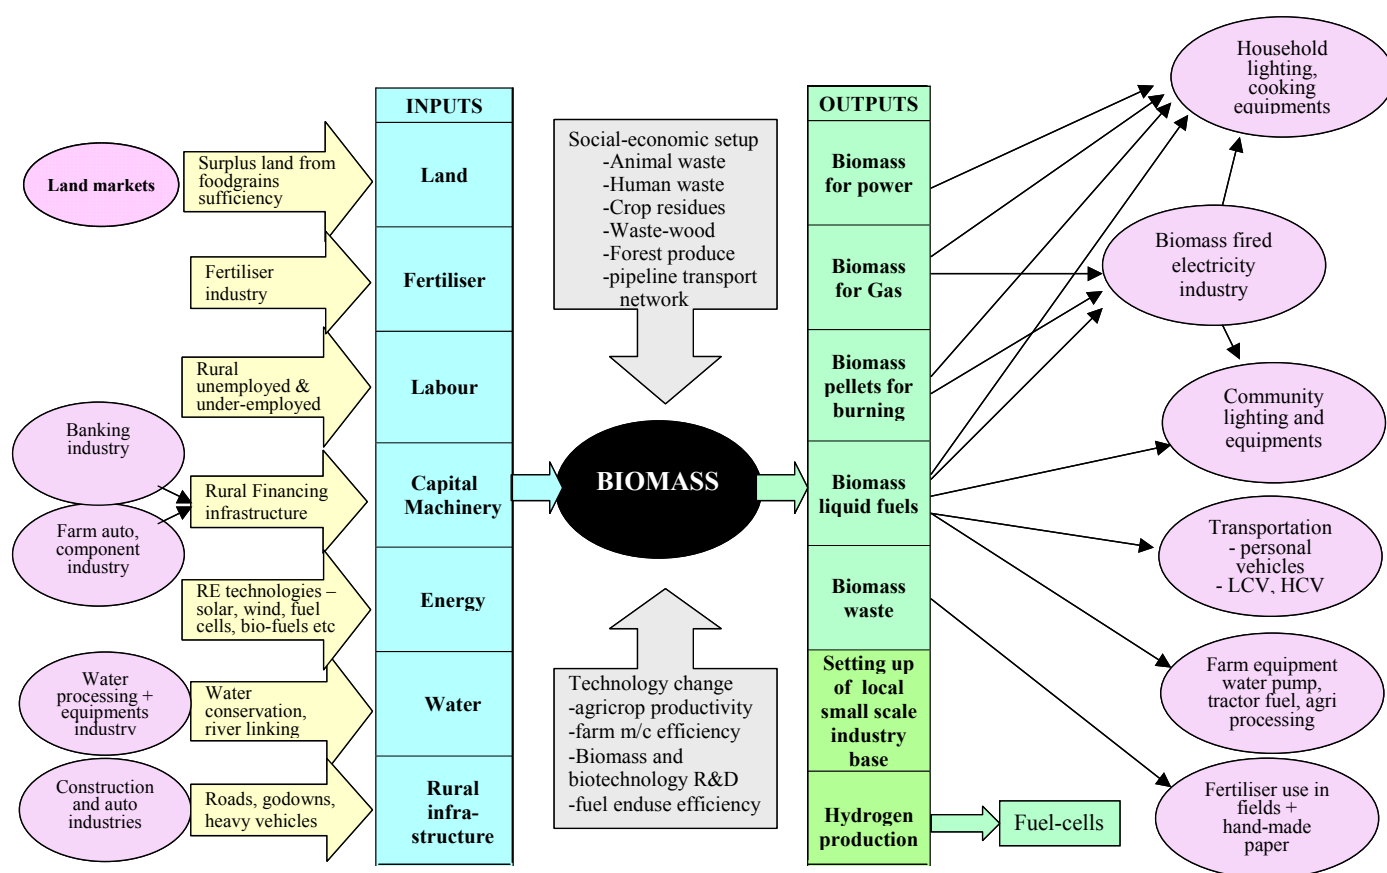 Land markets
Surplus land from
foodgrains
sufficiency
Fertiliser
industry
Rural
unemployed &
under-employed
Banking
industry
Farm auto,
component
industry
Rural Financing
infrastructure
RE technologies –
solar, wind, fuel
cells, bio-fuels etc
Water
processing +
equipments
industry
Water
conservation,
river linking
Construction
and auto
industries
Roads, godowns,
heavy vehicles
INPUTS
Land
Fertiliser
Labour
Capital
Machinery
Energy
Water
Rural
infra-
structure
Social-economic setup
-Animal waste
-Human waste
-Crop residues
-Waste-wood
-Forest produce
-pipeline transport
network
BIOMASS
Technology change
-agricrop productivity
-farm m/c efficiency
-Biomass and
biotechnology R&D
-fuel enduse efficiency
OUTPUTS
Biomass
for power
Biomass
for Gas
Biomass
pellets for
burning
Biomass
liquid fuels
Biomass
waste
Setting up
of local
small scale
industry
base
Hydrogen
production
Fuel-cells
Household
lighting,
cooking
equipments
Biomass fired
electricity
industry
Community
lighting and
equipments
Transportation
- personal
vehicles
- LCV, HCV
Farm equipment
water pump,
tractor fuel, agri
processing
Fertiliser use in
fields +
hand-made
paper